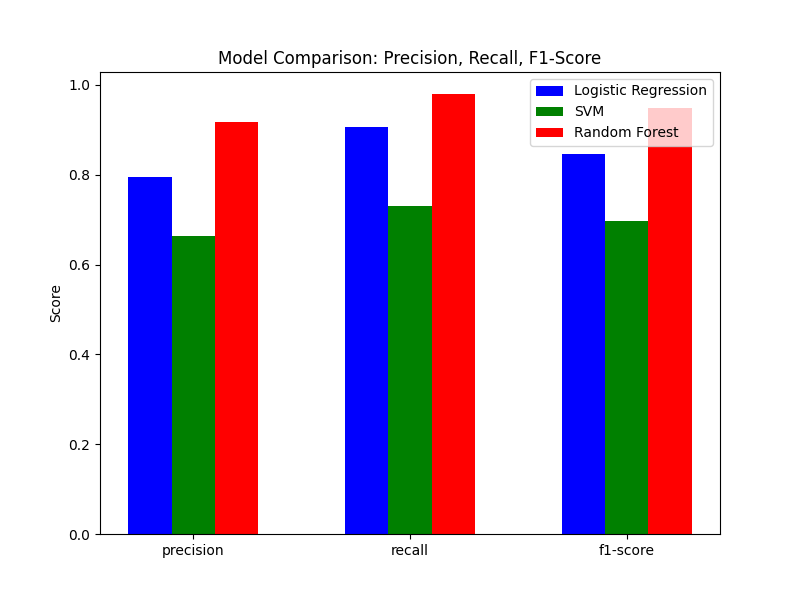 Model Comparison: Precision, Recall, F1-Score
Logistic Regression
SVM
Random Forest
Score
1.0
0.8
0.6
0.4
0.2
0.0
precision
recall
f1-score